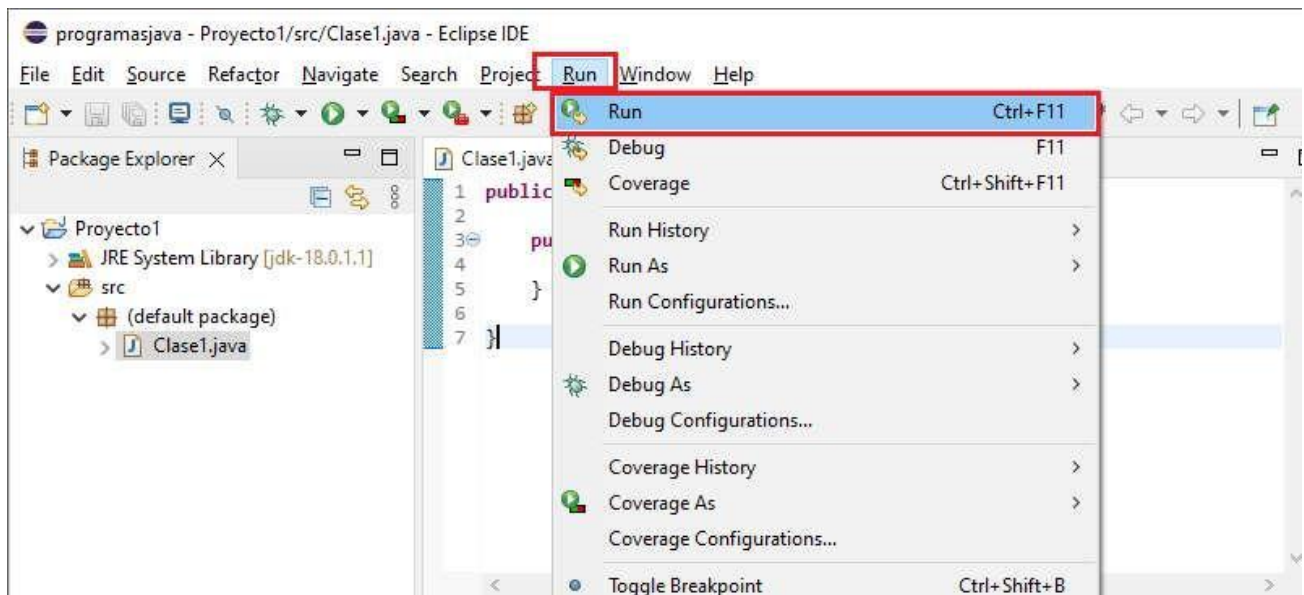 programasjava - Proyecto1/src/Clase1.java - Eclipse IDE
File Edit Source Refactor Navigate Search Project Run Window Help
Run Ctrl+F11
Package Explorer
Clase1.java
Debug F11
Coverage Ctrl+Shift+F11
Run History
Run As
Run Configurations...
Debug History
Debug As
Debug Configurations...
Coverage History
Coverage As
Coverage Configurations...
Toggle Breakpoint Ctrl+Shift+B
Proyecto1
JRE System Library [jdk-18.0.1.1]
src
(default package)
Clase1.java
1 public
2
3 pu
4
5 }
6
7 }